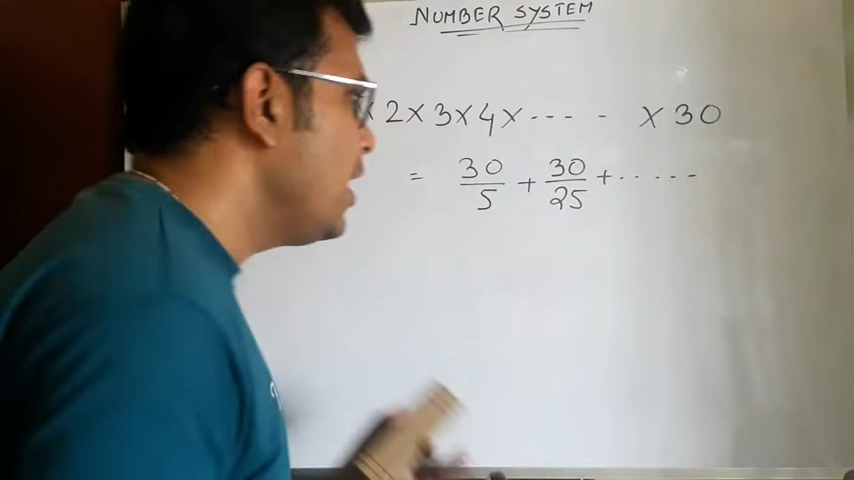 NUMBER SYSTEM
x 2 x 3 x 4 x ---- - x 30
= 30/5 + 30/25 + ......